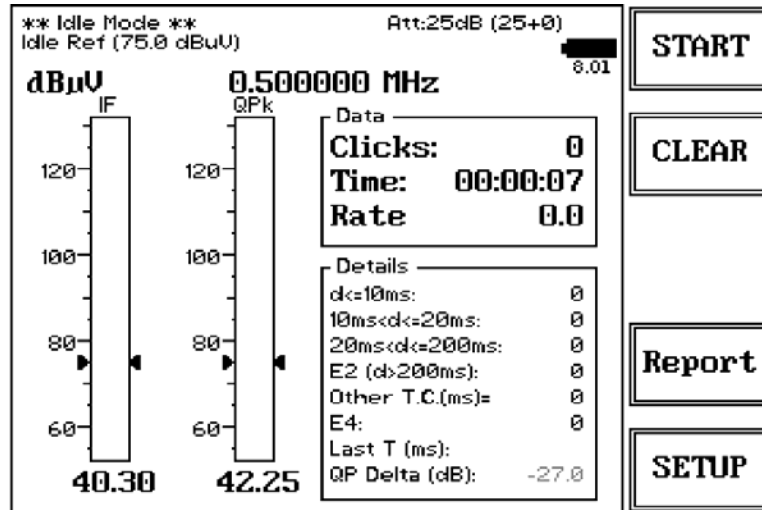 ** Idle Mode **
Att:25dB (25+0)
Idle Ref (75.0 dBuV)
8.01
dBµV 0.500000 MHz
IF
QPk
120
100
80
60
120
100
80
60
40.30
42.25
Data
Clicks: 0
Time: 00:00:07
Rate 0.0
Details
d<=10ms: 0
10ms<d<=20ms: 0
20ms<d<=200ms: 0
E2 (d>200ms): 0
Other T.C.(ms)= 0
E4: 0
Last T (ms):
QP Delta (dB): -27.0
START
CLEAR
Report
SETUP